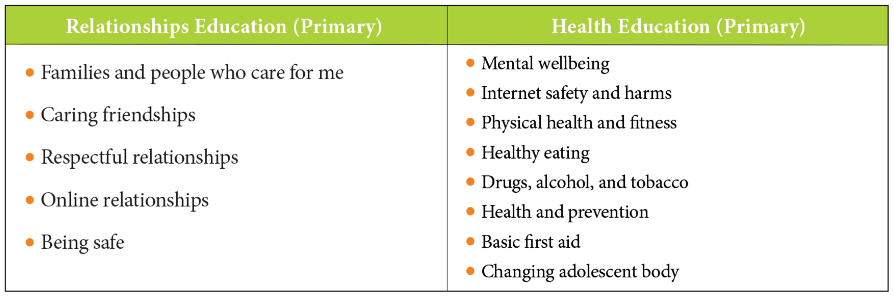 Relationships Education (Primary)
• Families and people who care for me
• Caring friendships
• Respectful relationships
• Online relationships
• Being safe
Health Education (Primary)
• Mental wellbeing
• Internet safety and harms
• Physical health and fitness
• Healthy eating
• Drugs, alcohol, and tobacco
• Health and prevention
• Basic first aid
• Changing adolescent body